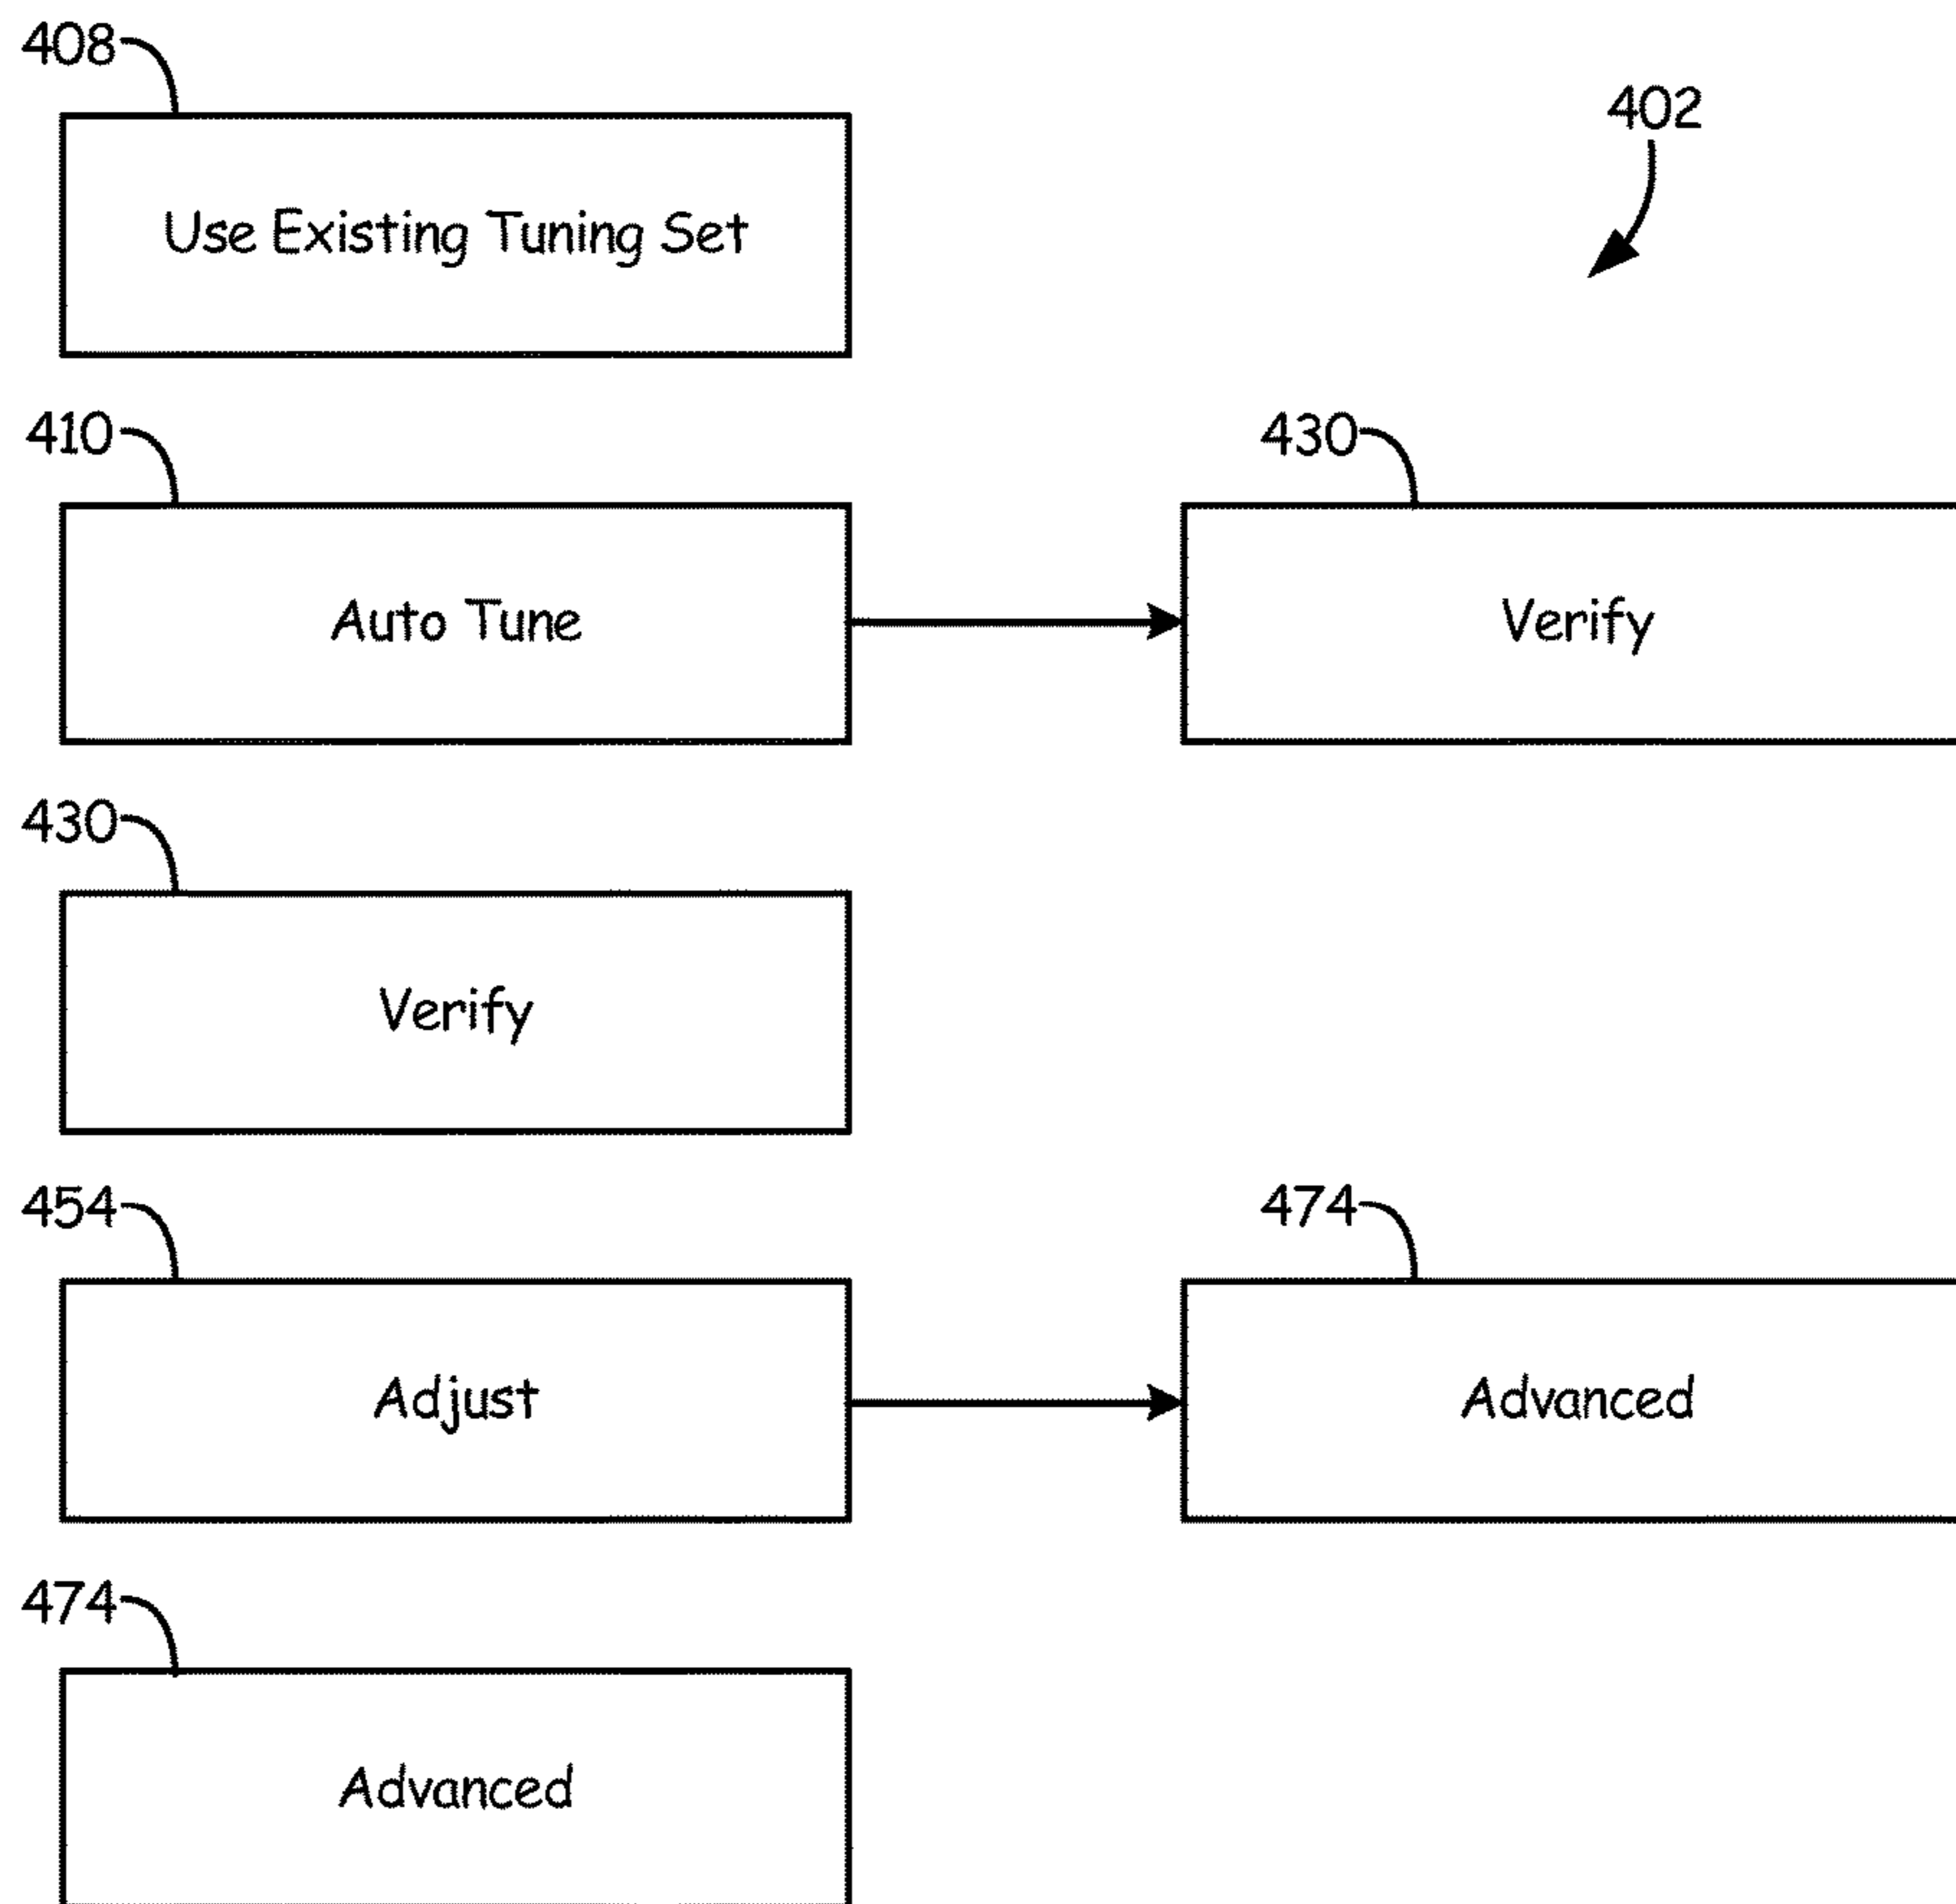 408
402
Use Existing Tuning Set
410
430
Auto Tune
Verify
430
Verify
454
474
Adjust
Advanced
474
Advanced